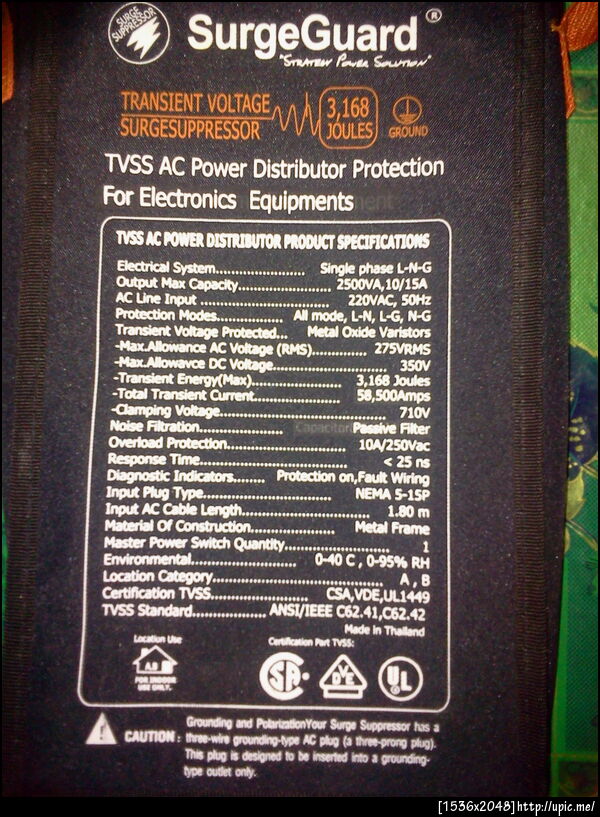 SURGE SUPPRESSOR
SurgeGuard®
"STRATEGY POWER SOLUTION"
TRANSIENT VOLTAGE
SURGESUPPRESSOR
3,168
JOULES
GROUND
TVSS AC Power Distributor Protection
For Electronics Equipments
TVSS AC POWER DISTRIBUTOR PRODUCT SPECIFICATIONS
Electrical System........................ Single phase L-N-G
Output Max Capacity......................... 2500VA,10/15A
AC Line Input ................................ 220VAC, 50Hz
Protection Modes................. All mode, L-N, L-G, N-G
Transient Voltage Protected... Metal Oxide Varistors
-Max.Allowance AC Voltage (RMS).............. 275VRMS
-Max.Allowavce DC Voltage............................ 350V
-Transient Energy(Max)....................... 3,168 Joules
-Total Transient Current...................... 58,500Amps
-Clamping Voltage.......................................... 710V
Noise Filtration..................... Capacitor Passive Filter
Overload Protection............................... 10A/250Vac
Response Time..................................... < 25 ns
Diagnostic Indicators....... Protection on,Fault Wiring
Input Plug Type................................ NEMA 5-15P
Input AC Cable Length...................................... 1.80 m
Material Of Construction..................... Metal Frame
Master Power Switch Quantity.......................... 1
Environmental............................ 0-40 C , 0-95% RH
Location Category.......................................... A , B
Certification TVSS............................ CSA,VDE,UL1449
TVSS Standard.................. ANSI/IEEE C62.41,C62.42
Made in Thailand
Location Use
Certification Part TVSS:
A,B
FOR INDOOR
USE ONLY.
SA
DVE
UL
CAUTION : Grounding and PolarizationYour Surge Suppressor has a
three-wire grounding-type AC plug (a three-prong plug).
This plug is designed to be inserted into a grounding-
type outlet only.
[1536x2048]http://upic.me/